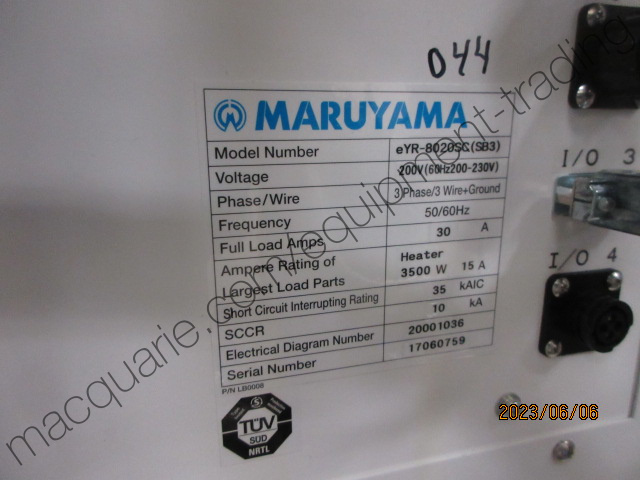 044
MARUYAMA
Model Number eYR-8020SC(SB3)
Voltage 200V(60Hz200-230V)
Phase/Wire 3 Phase/3 Wire+Ground
Frequency 50/60Hz
Full Load Amps 30 A
Ampere Rating of
Largest Load Parts Heater
3500 W 15 A
Short Circuit Interrupting Rating 35 kAIC
SCCR 10 kA
Electrical Diagram Number 20001036
Serial Number 17060759
P/N LB0008
TÜV
SÜD
NRTL
I/O 3
I/O 4
macquarie.com/equipment-trading
2023/06/06